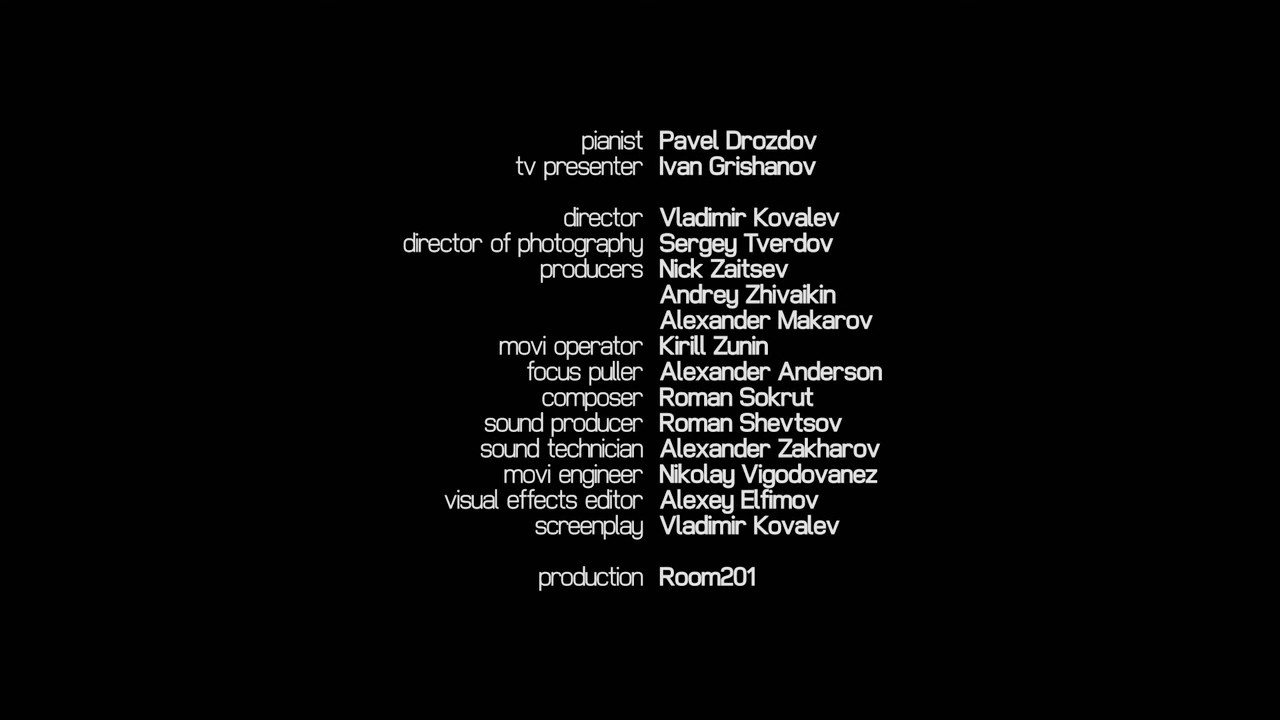 pianist Pavel Drozdov
tv presenter Ivan Grishanov
director Vladimir Kovalev
director of photography Sergey Tverdov
producers Nick Zaitsev
Andrey Zhivaikin
Alexander Makarov
movi operator Kirill Zunin
focus puller Alexander Anderson
composer Roman Sokrut
sound producer Roman Shevtsov
sound technician Alexander Zakharov
movi engineer Nikolay Vigodovanez
visual effects editor Alexey Elfimov
screenplay Vladimir Kovalev
production Room201